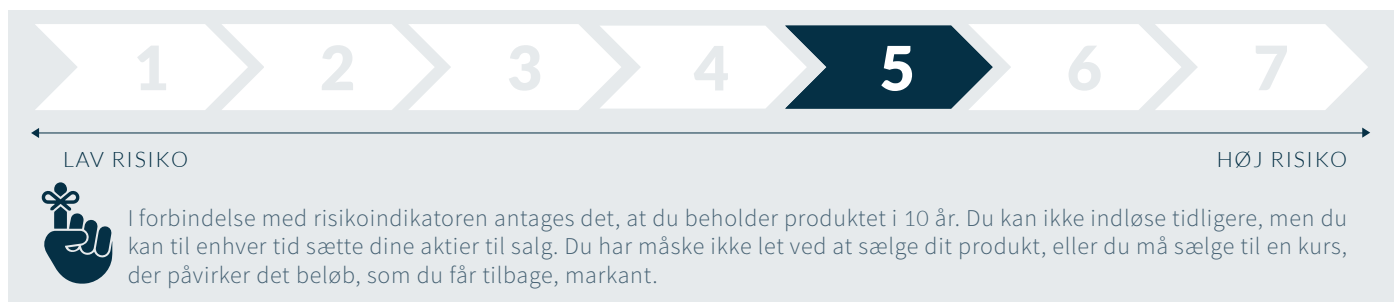 1 2 3 4 5 6 7
LAV RISIKO HØJ RISIKO
I forbindelse med risikoindikatoren antages det, at du beholder produktet i 10 år. Du kan ikke indløse tidligere, men du
kan til enhver tid sætte dine aktier til salg. Du har måske ikke let ved at sælge dit produkt, eller du må sælge til en kurs,
der påvirker det beløb, som du får tilbage, markant.